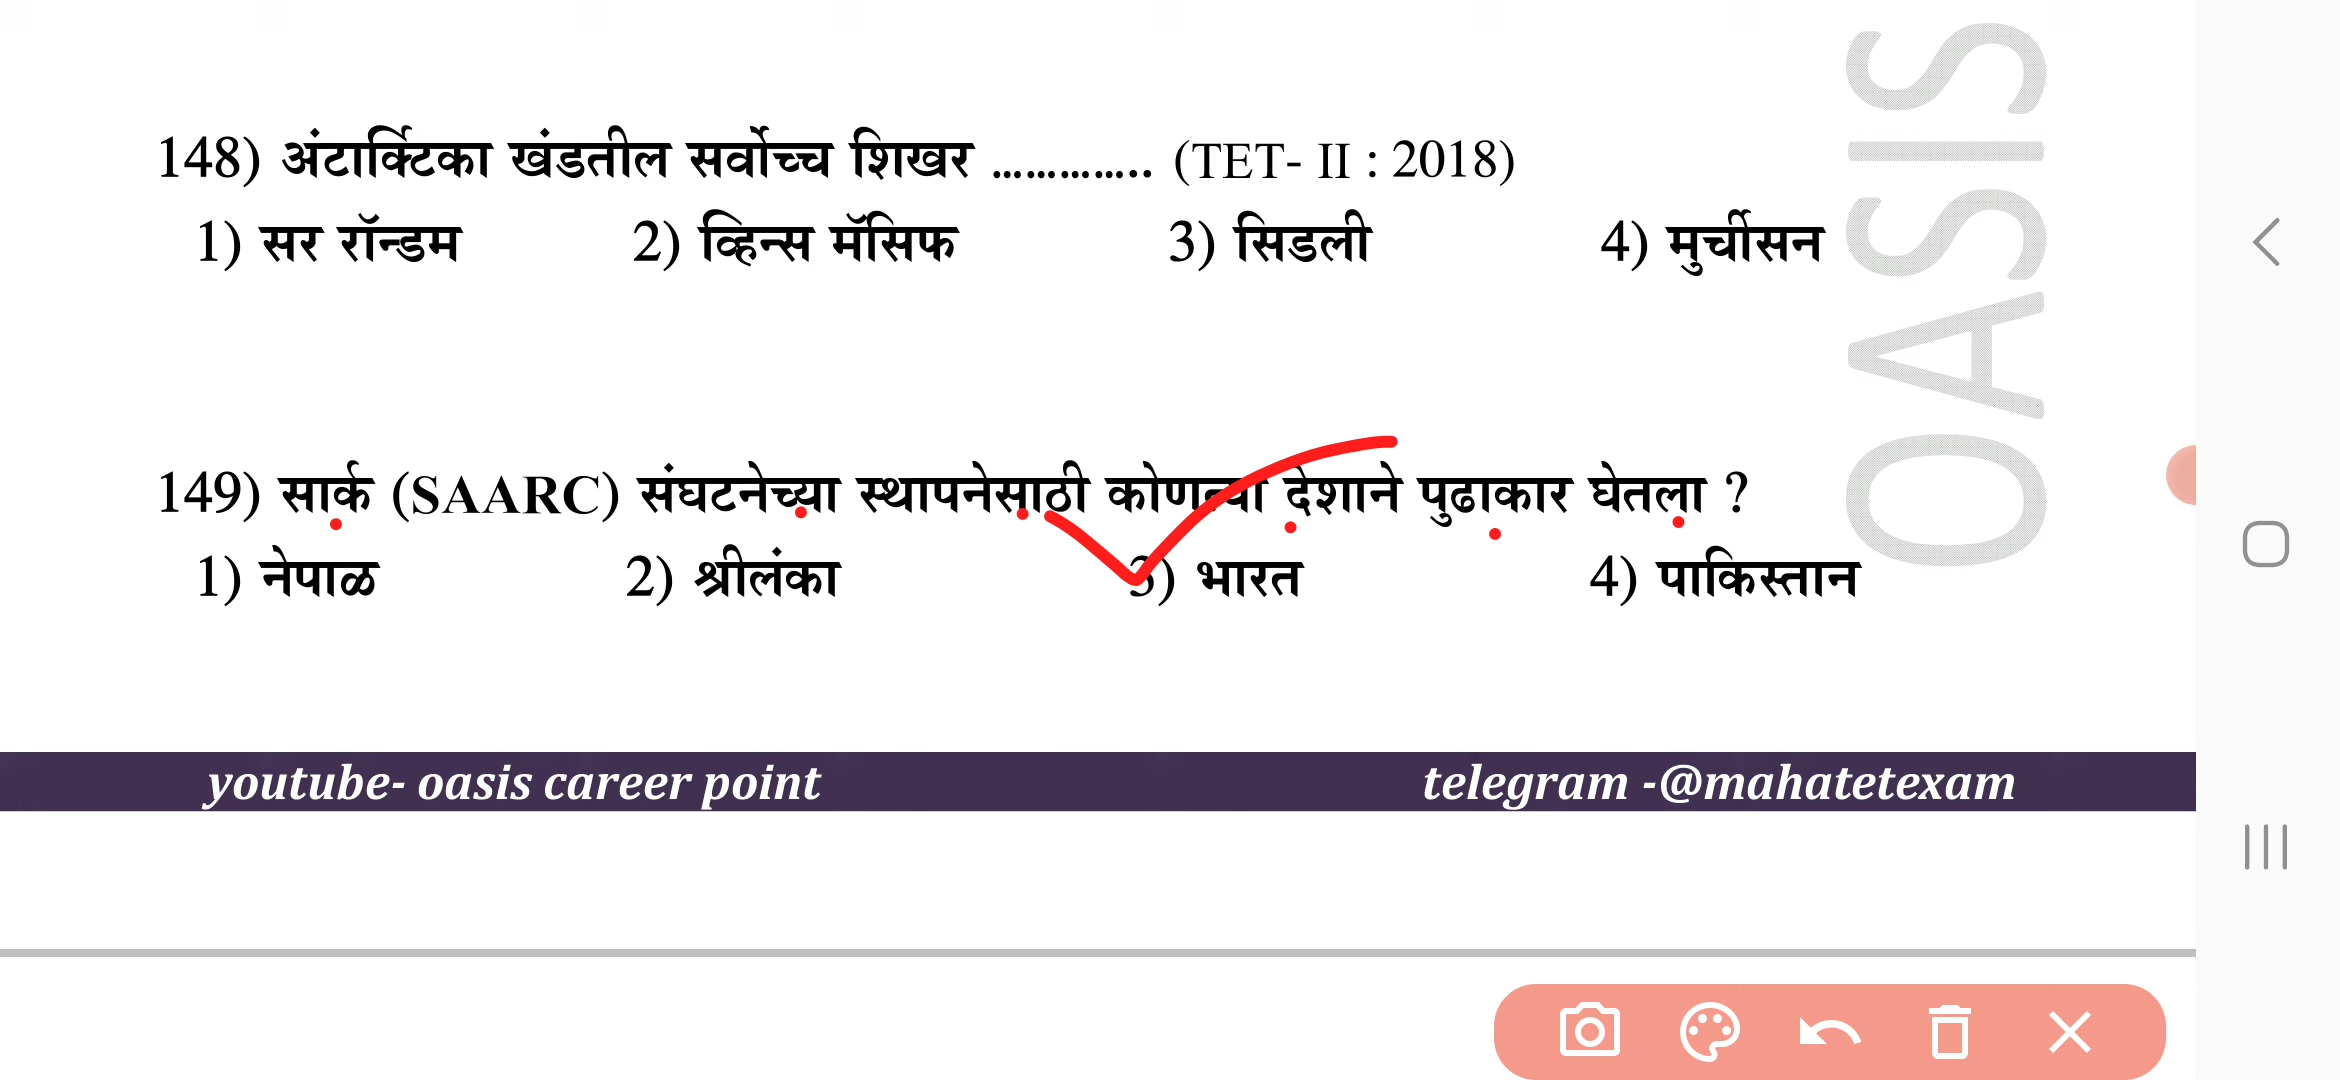 148) अंटार्क्टिका खंडतील सर्वोच्च शिखर .............. (TET- II : 2018)
1) सर रॉन्डम 2) व्हिन्स मॅसिफ 3) सिडली 4) मुर्चीसन
149) सार्क (SAARC) संघटनेच्या स्थापनेसाठी कोणत्या देशाने पुढाकार घेतला ?
1) नेपाळ 2) श्रीलंका 3) भारत 4) पाकिस्तान
OASIS
youtube- oasis career point telegram -@mahatetexam